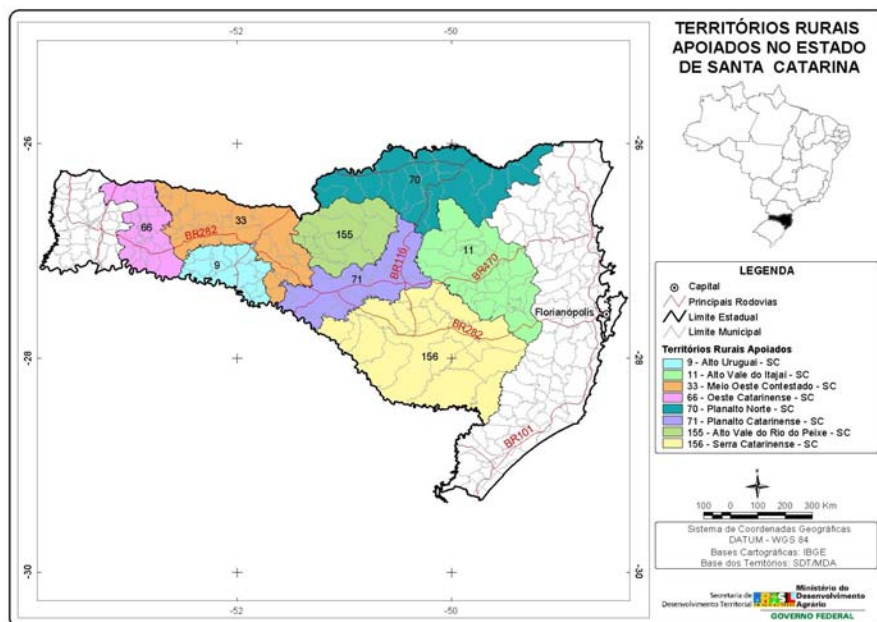 TERRITÓRIOS RURAIS
APOIADOS NO ESTADO
DE SANTA CATARINA
-52
-50
-26
-26
70
33
66
BR282
155
9
11
BR116
BR470
71
Florianópolis
BR282
156
-28
-28
BR101
-30
-30
-52
-50
LEGENDA
Capital
Principais Rodovias
Limite Estadual
Limite Municipal
Territórios Rurais Apoiados
9 - Alto Uruguai - SC
11 - Alto Vale do Itajaí - SC
33 - Meio Oeste Contestado - SC
66 - Oeste Catarinense - SC
70 - Planalto Norte - SC
71 - Planalto Catarinense - SC
155 - Alto Vale do Rio do Peixe - SC
156 - Serra Catarinense - SC
100 0 100 200 300 Km
Sistema de Coordenadas Geográficas
DATUM - WGS 84
Bases Cartográficas: IBGE
Base dos Territórios: SDT/MDA
Secretaria de
Desenvolvimento Territorial
BRASIL
Ministério do
Desenvolvimento
Agrário
GOVERNO FEDERAL